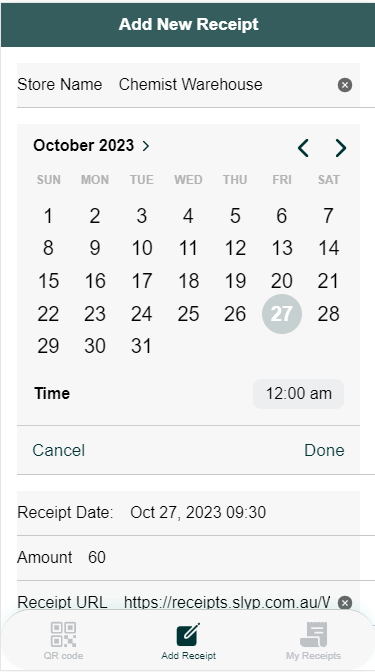 Add New Receipt
Store Name Chemist Warehouse
October 2023
SUN MON TUE WED THU FRI SAT
1 2 3 4 5 6 7
8 9 10 11 12 13 14
15 16 17 18 19 20 21
22 23 24 25 26 27 28
29 30 31
Time 12:00 am
Cancel Done
Receipt Date: Oct 27, 2023 09:30
Amount 60
Receipt URL https://receipts.slyp.com.au/
QR code Add Receipt My Receipts